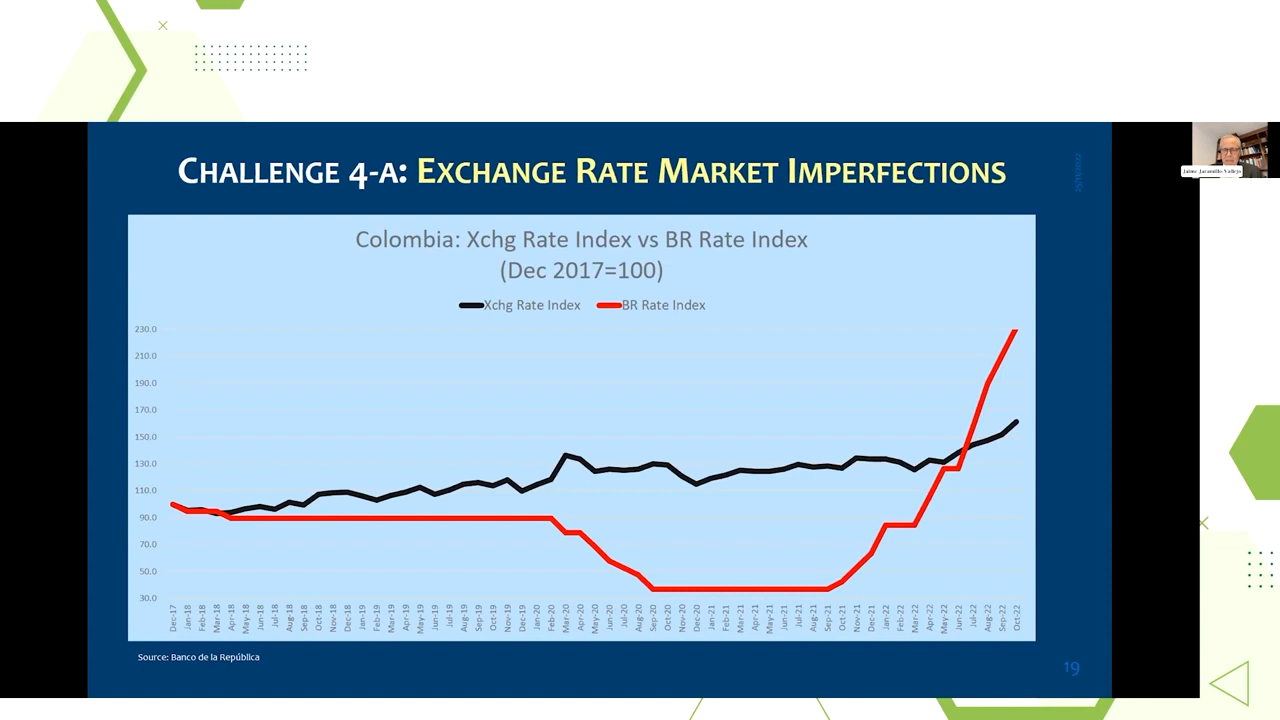 CHALLENGE 4-A: EXCHANGE RATE MARKET IMPERFECTIONS
25/11/2022
Jaime Jaramillo-Vallejo
Colombia: Xchg Rate Index vs BR Rate Index
(Dec 2017=100)
Xchg Rate Index BR Rate Index
230.0
210.0
190.0
170.0
150.0
130.0
110.0
90.0
70.0
50.0
30.0
Dec-17 Jan-18 Feb-18 Mar-18 Apr-18 May-18 Jun-18 Jul-18 Aug-18 Sep-18 Oct-18 Nov-18 Dec-18 Jan-19 Feb-19 Mar-19 Apr-19 May-19 Jun-19 Jul-19 Aug-19 Sep-19 Oct-19 Nov-19 Dec-19 Jan-20 Feb-20 Mar-20 Apr-20 May-20 Jun-20 Jul-20 Aug-20 Sep-20 Oct-20 Nov-20 Dec-20 Jan-21 Feb-21 Mar-21 Apr-21 May-21 Jun-21 Jul-21 Aug-21 Sep-21 Oct-21 Nov-21 Dec-21 Jan-22 Feb-22 Mar-22 Apr-22 May-22 Jun-22 Jul-22 Aug-22 Sep-22 Oct-22
Source: Banco de la República
19